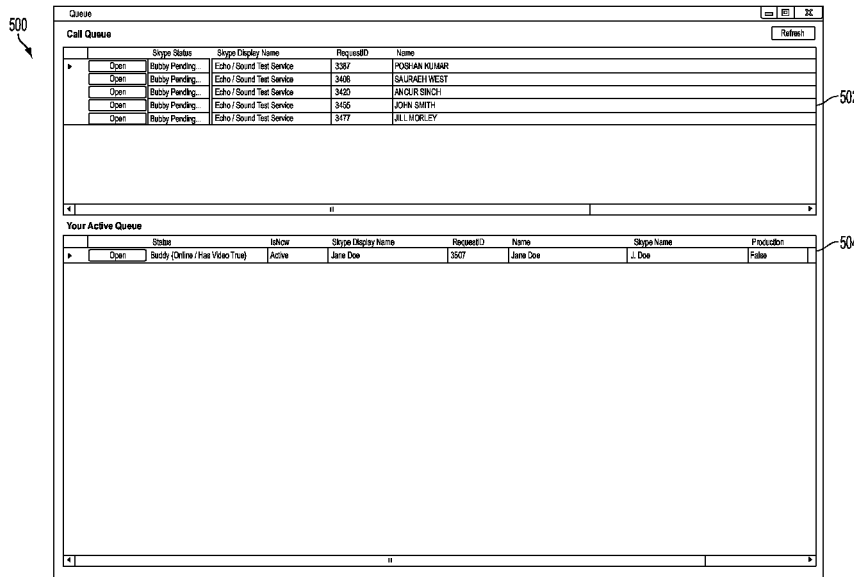 Queue
500
Call Queue
Refresh
Skype Status Skype Display Name RequestID Name
Open Bubby Pending... Echo / Sound Test Service 3387 POSHAN KUMAR
Open Bubby Pending... Echo / Sound Test Service 3408 SAURAEH WEST
Open Bubby Pending... Echo / Sound Test Service 3420 ANCUR SINCH
Open Bubby Pending... Echo / Sound Test Service 3455 JOHN SMITH
Open Bubby Pending... Echo / Sound Test Service 3477 JILL MORLEY
Your Active Queue
Status IsNow Skype Display Name RequestID Name Skype Name Production
504
Open Buddy {Online / Has Video True} Active Jane Doe 3507 Jane Doe J. Doe False